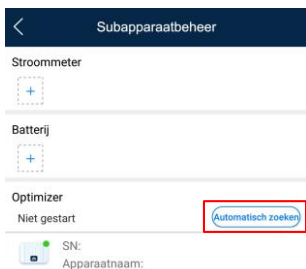 Subapparaatbeheer
Stroommeter
Batterij
Optimizer
Niet gestart
Automatisch zoeken
SN:
Apparaatnaam: